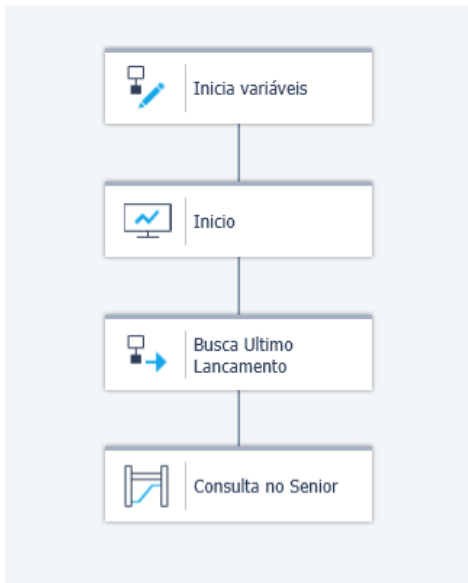 Inicia variáveis
Inicio
Busca Ultimo
Lancamento
Consulta no Senior